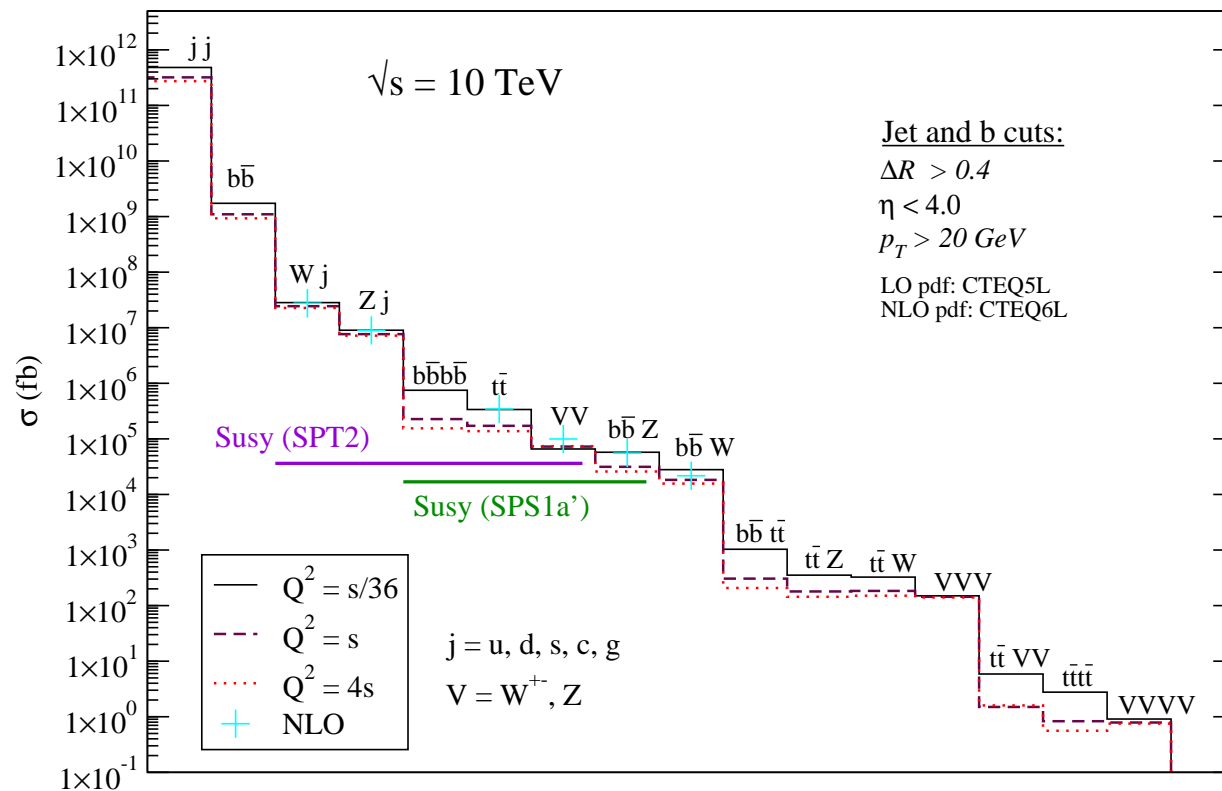 1×10^12
1×10^11
1×10^10
1×10^9
1×10^8
1×10^7
1×10^6
1×10^5
1×10^4
1×10^3
1×10^2
1×10^1
1×10^0
1×10^-1
σ (fb)
√s = 10 TeV
j j
bb̅
W j
Z j
bb̅bb̅
tt̅
VV
bb̅ Z
bb̅ W
bb̅ tt̅
tt̅ Z
tt̅ W
VVV
tt̅ VV
tt̅tt̅
VVVV
Jet and b cuts:
ΔR > 0.4
η < 4.0
p_T > 20 GeV
LO pdf: CTEQ5L
NLO pdf: CTEQ6L
Susy (SPT2)
Susy (SPS1a’)
Q^2 = s/36
Q^2 = s
Q^2 = 4s
NLO
j = u, d, s, c, g
V = W^+-, Z